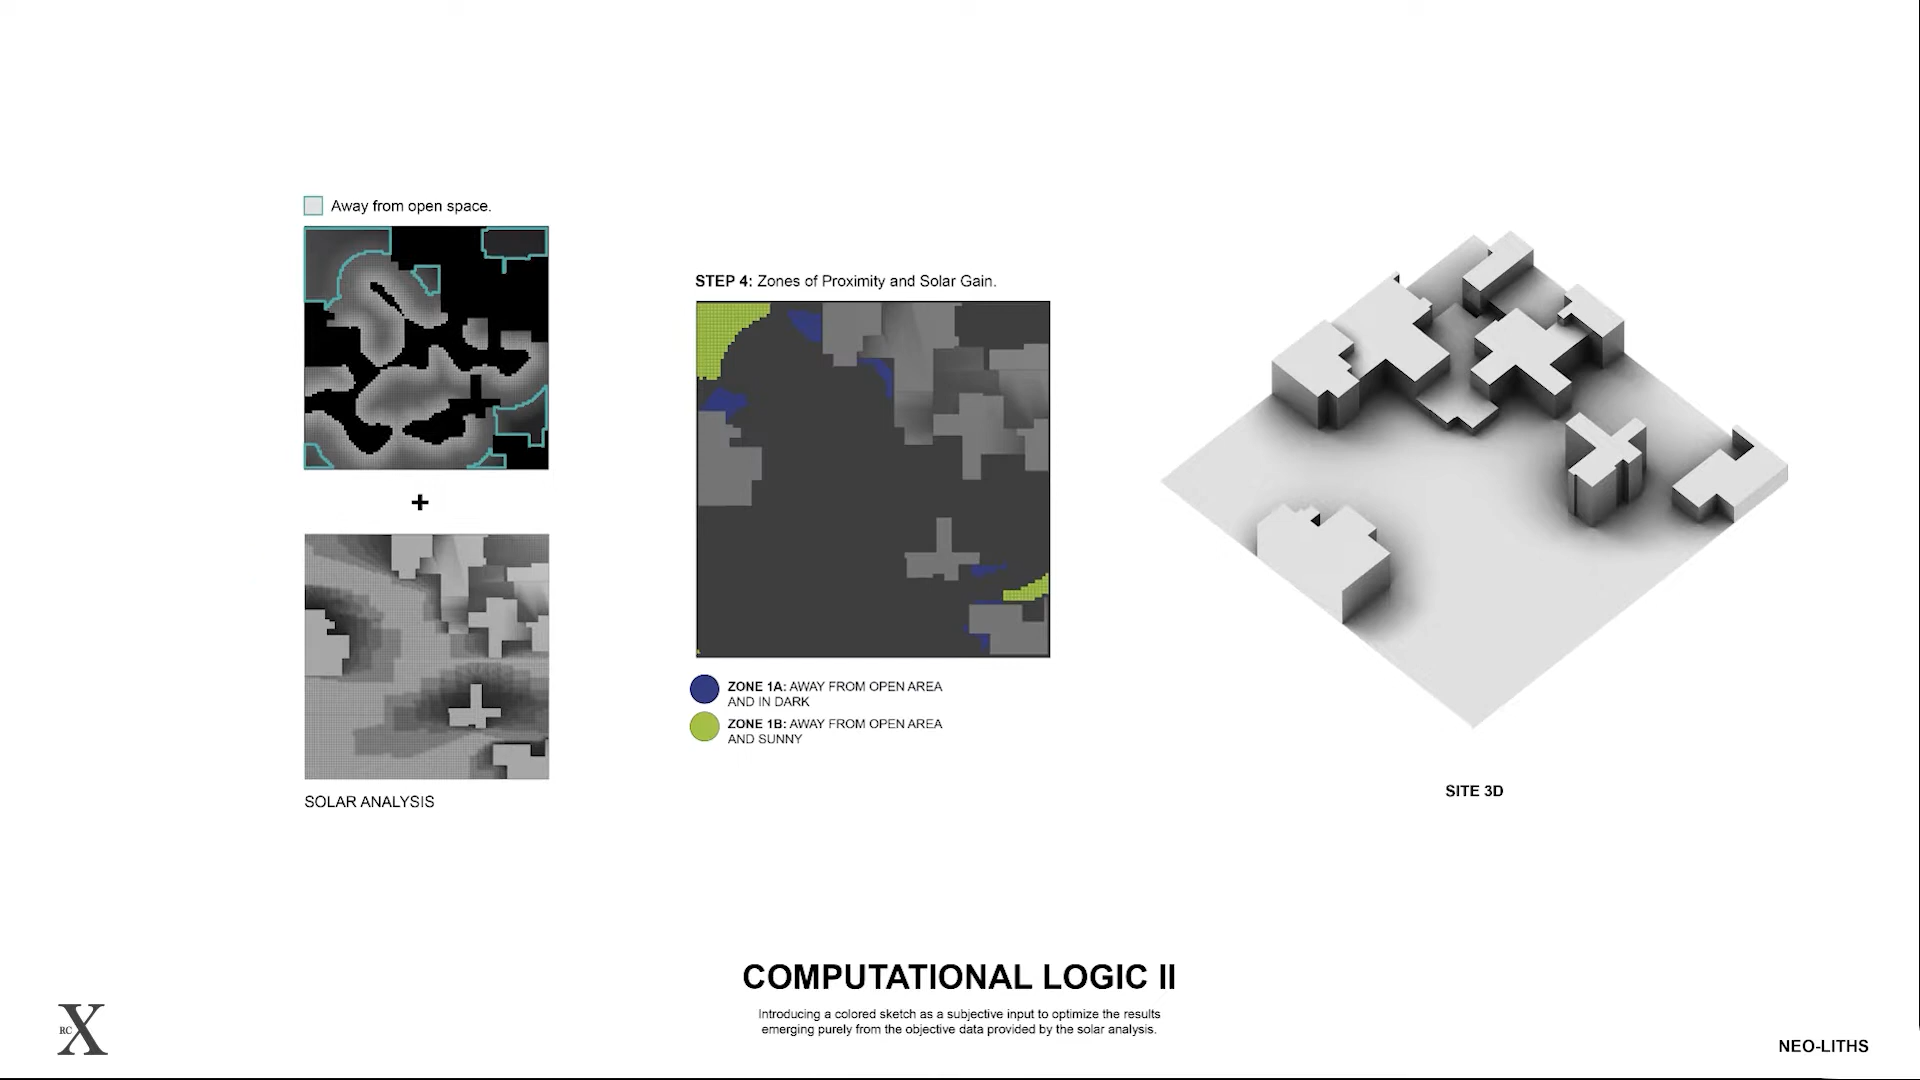 Away from open space.
+
SOLAR ANALYSIS
STEP 4: Zones of Proximity and Solar Gain.
ZONE 1A: AWAY FROM OPEN AREA
AND IN DARK
ZONE 1B: AWAY FROM OPEN AREA
AND SUNNY
SITE 3D
COMPUTATIONAL LOGIC II
Introducing a colored sketch as a subjective input to optimize the results
emerging purely from the objective data provided by the solar analysis.
RC X
NEO-LITHS